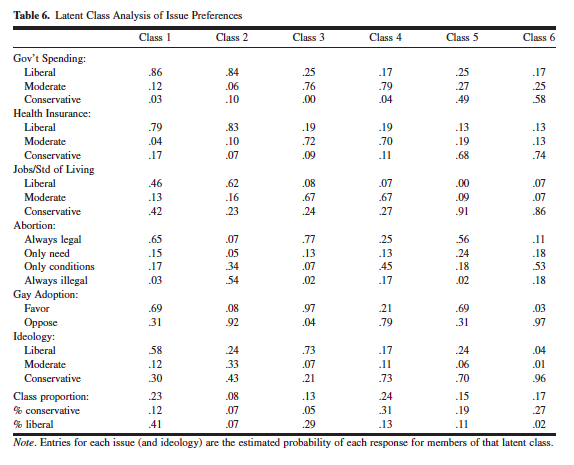 Table 6. Latent Class Analysis of Issue Preferences
Class 1 Class 2 Class 3 Class 4 Class 5 Class 6
Gov't Spending:
Liberal .86 .84 .25 .17 .25 .17
Moderate .12 .06 .76 .79 .27 .25
Conservative .03 .10 .00 .04 .49 .58
Health Insurance:
Liberal .79 .83 .19 .19 .13 .13
Moderate .04 .10 .72 .70 .19 .13
Conservative .17 .07 .09 .11 .68 .74
Jobs/Std of Living
Liberal .46 .62 .08 .07 .00 .07
Moderate .13 .16 .67 .67 .09 .07
Conservative .42 .23 .24 .27 .91 .86
Abortion:
Always legal .65 .07 .77 .25 .56 .11
Only need .15 .05 .13 .13 .24 .18
Only conditions .17 .34 .07 .45 .18 .53
Always illegal .03 .54 .02 .17 .02 .18
Gay Adoption:
Favor .69 .08 .97 .21 .69 .03
Oppose .31 .92 .04 .79 .31 .97
Ideology:
Liberal .58 .24 .73 .17 .24 .04
Moderate .12 .33 .07 .11 .06 .01
Conservative .30 .43 .21 .73 .70 .96
Class proportion: .23 .08 .13 .24 .15 .17
% conservative .12 .07 .05 .31 .19 .27
% liberal .41 .07 .29 .13 .11 .02
Note. Entries for each issue (and ideology) are the estimated probability of each response for members of that latent class.